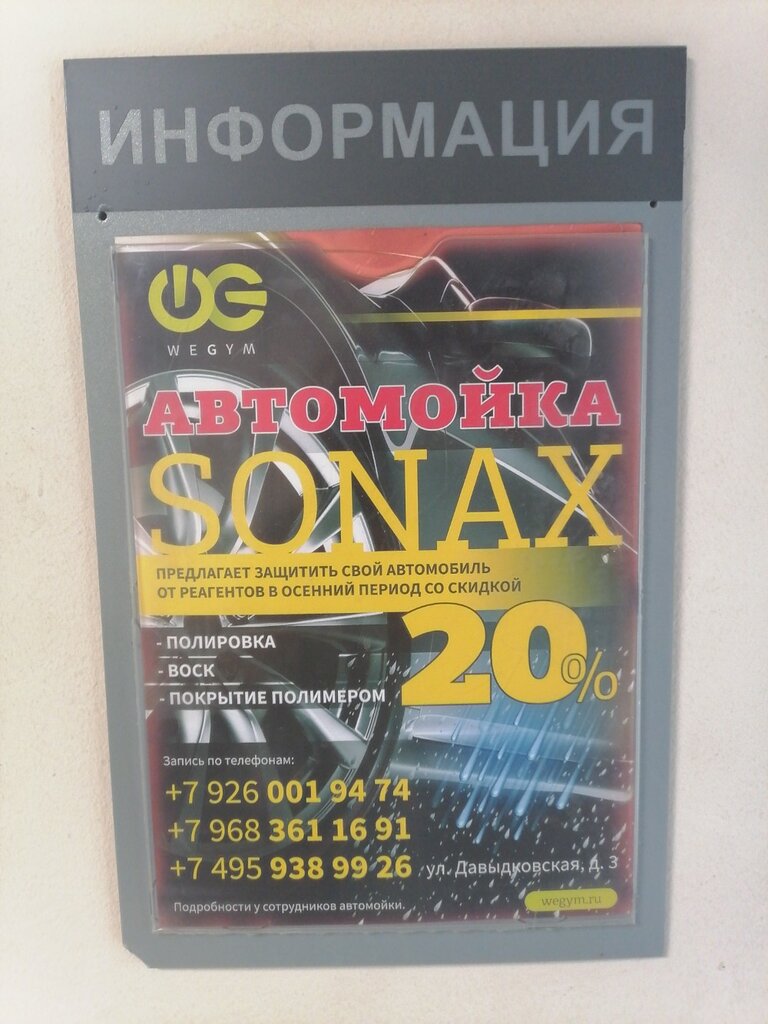 ИНФОРМАЦИЯ
WEGYM
АВТОМОЙКА
SONAX
ПРЕДЛАГАЕТ ЗАЩИТИТЬ СВОЙ АВТОМОБИЛЬ
ОТ РЕАГЕНТОВ В ОСЕННИЙ ПЕРИОД СО СКИДКОЙ
20%
- ПОЛИРОВКА
- ВОСК
- ПОКРЫТИЕ ПОЛИМЕРОМ
Запись по телефонам:
+7 926 001 94 74
+7 968 361 16 91
+7 495 938 99 26
ул. Давыдковская, д. 3
Подробности у сотрудников автомойки.
wegym.ru